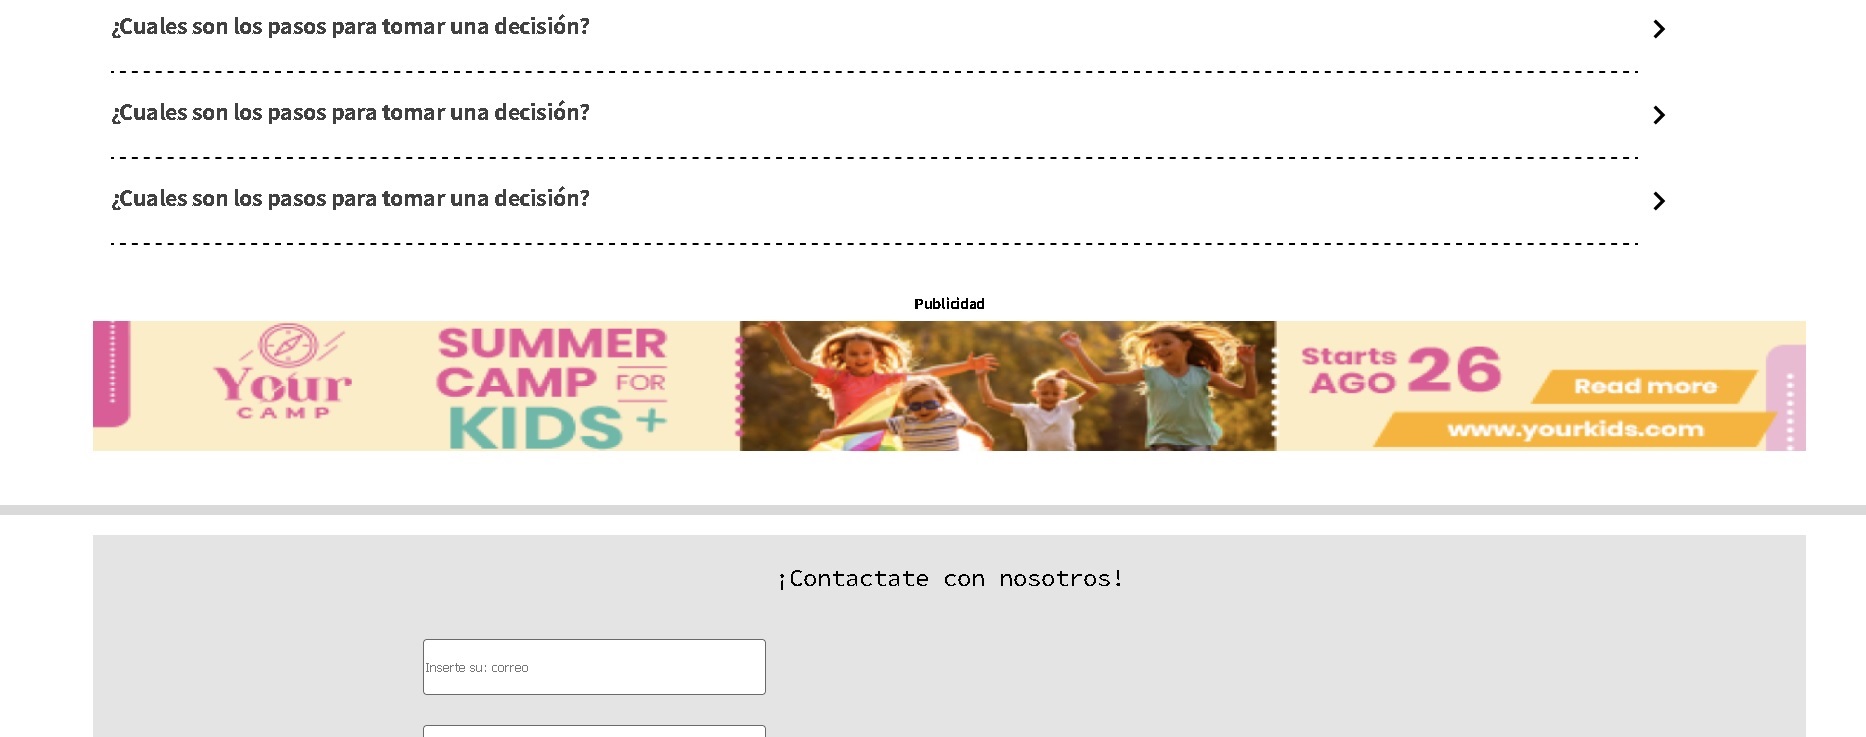 ¿Cuales son los pasos para tomar una decisión?
¿Cuales son los pasos para tomar una decisión?
¿Cuales son los pasos para tomar una decisión?
Publicidad
Your
CAMP
SUMMER
CAMP FOR
KIDS +
Starts
AGO 26
Read more
www.yourkids.com
¡Contactate con nosotros!
Inserte su: correo